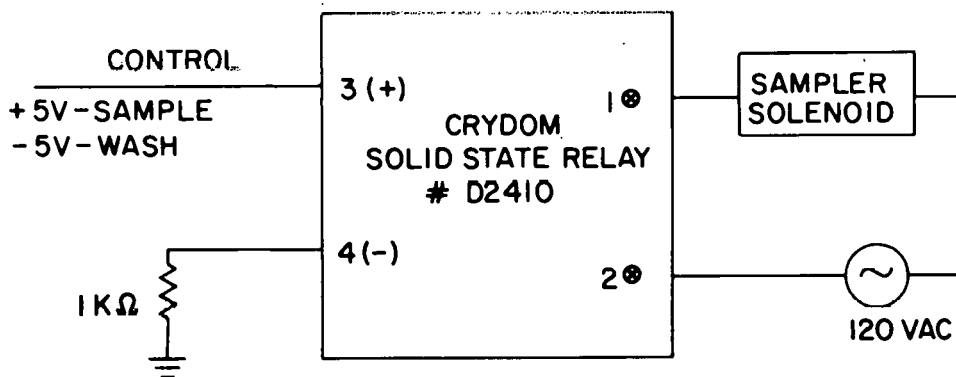 CONTROL
+5V-SAMPLE
-5V-WASH
3 (+)
4 (-)
1KΩ
CRYDOM
SOLID STATE RELAY
# D2410
1
2
SAMPLER
SOLENOID
120 VAC